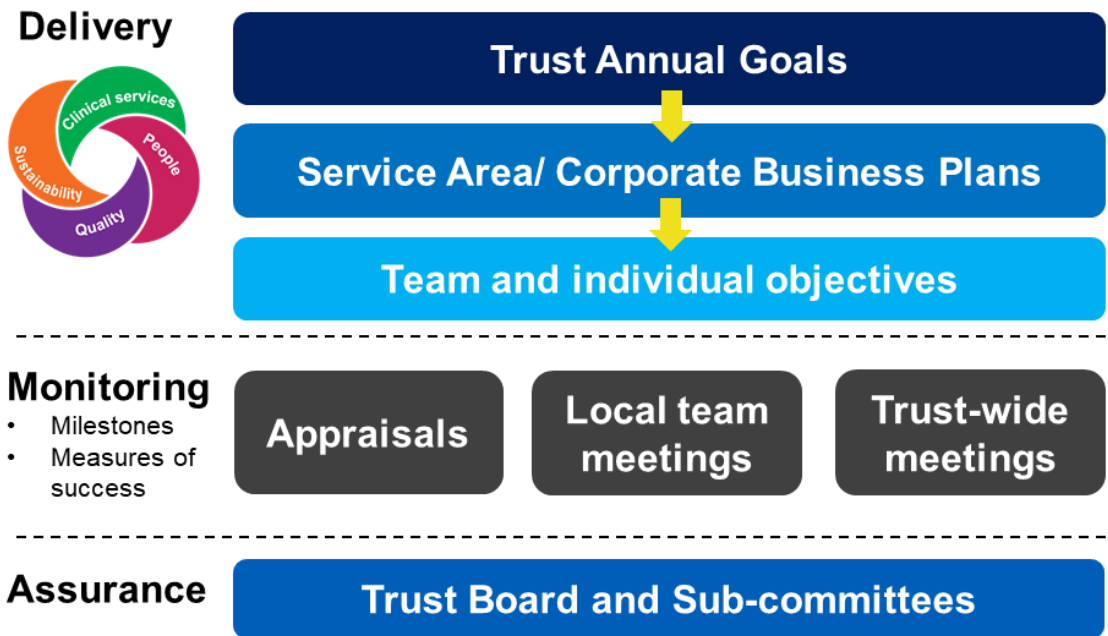 Delivery
Clinical services
People
Quality
Sustainability
Trust Annual Goals
Service Area/ Corporate Business Plans
Team and individual objectives
Monitoring
• Milestones
• Measures of
success
Appraisals
Local team
meetings
Trust-wide
meetings
Assurance
Trust Board and Sub-committees